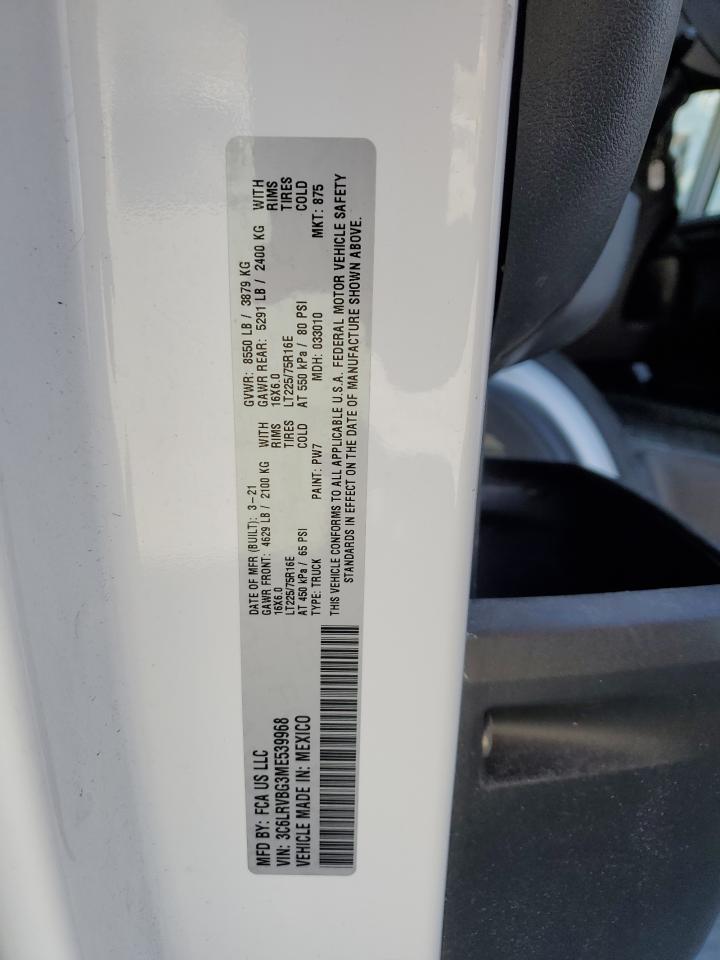 MFD BY: FCA US LLC
VIN: 3C6LRVBG3ME539968
VEHICLE MADE IN: MEXICO
DATE OF MFR (BUILT): 3-21 GVWR: 8550 LB / 3879 KG
GAWR FRONT: 4629 LB / 2100 KG WITH GAWR REAR: 5291 LB / 2400 KG WITH
16X6.0 RIMS 16X6.0 RIMS
LT225/75R16E TIRES LT225/75R16E TIRES
AT 450 kPa / 65 PSI COLD AT 550 kPa / 80 PSI COLD
TYPE: TRUCK PAINT: PW7 MDH: 033010 MKT: 875
THIS VEHICLE CONFORMS TO ALL APPLICABLE U.S.A. FEDERAL MOTOR VEHICLE SAFETY
STANDARDS IN EFFECT ON THE DATE OF MANUFACTURE SHOWN ABOVE.